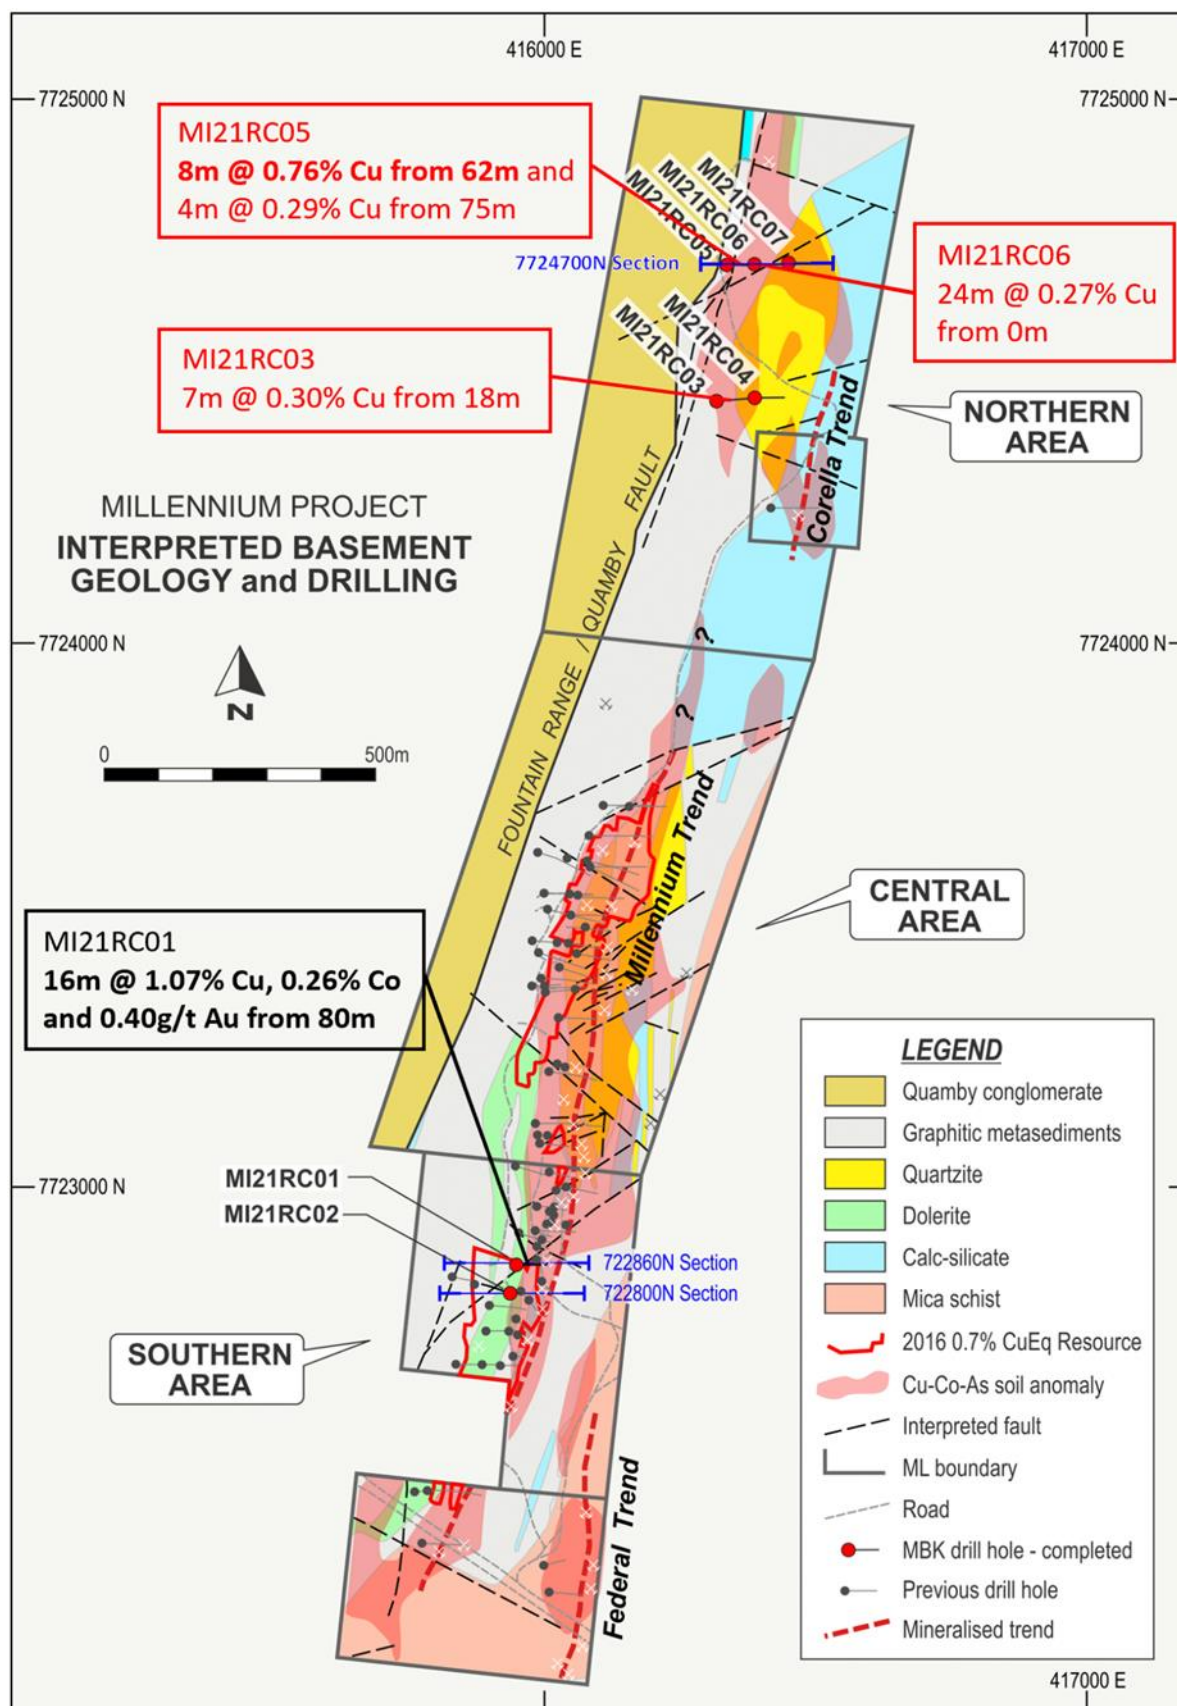 416000 E
417000 E
7725000 N
7725000 N
MI21RC05
8m @ 0.76% Cu from 62m and
4m @ 0.29% Cu from 75m
MI21RC07
MI21RC06
MI21RC05
7724700N Section
MI21RC06
24m @ 0.27% Cu
from 0m
MI21RC03
7m @ 0.30% Cu from 18m
MI21RC04
MI21RC03
NORTHERN
AREA
Corella Trend
MILLENNIUM PROJECT
INTERPRETED BASEMENT
GEOLOGY and DRILLING
FOUNTAIN RANGE / QUAMBY FAULT
7724000 N
7724000 N
?
?
N
0
500m
Millennium Trend
CENTRAL
AREA
MI21RC01
16m @ 1.07% Cu, 0.26% Co
and 0.40g/t Au from 80m
7723000 N
MI21RC01
MI21RC02
722860N Section
722800N Section
SOUTHERN
AREA
Federal Trend
LEGEND
Quamby conglomerate
Graphitic metasediments
Quartzite
Dolerite
Calc-silicate
Mica schist
2016 0.7% CuEq Resource
Cu-Co-As soil anomaly
Interpreted fault
ML boundary
Road
MBK drill hole - completed
Previous drill hole
Mineralised trend
417000 E